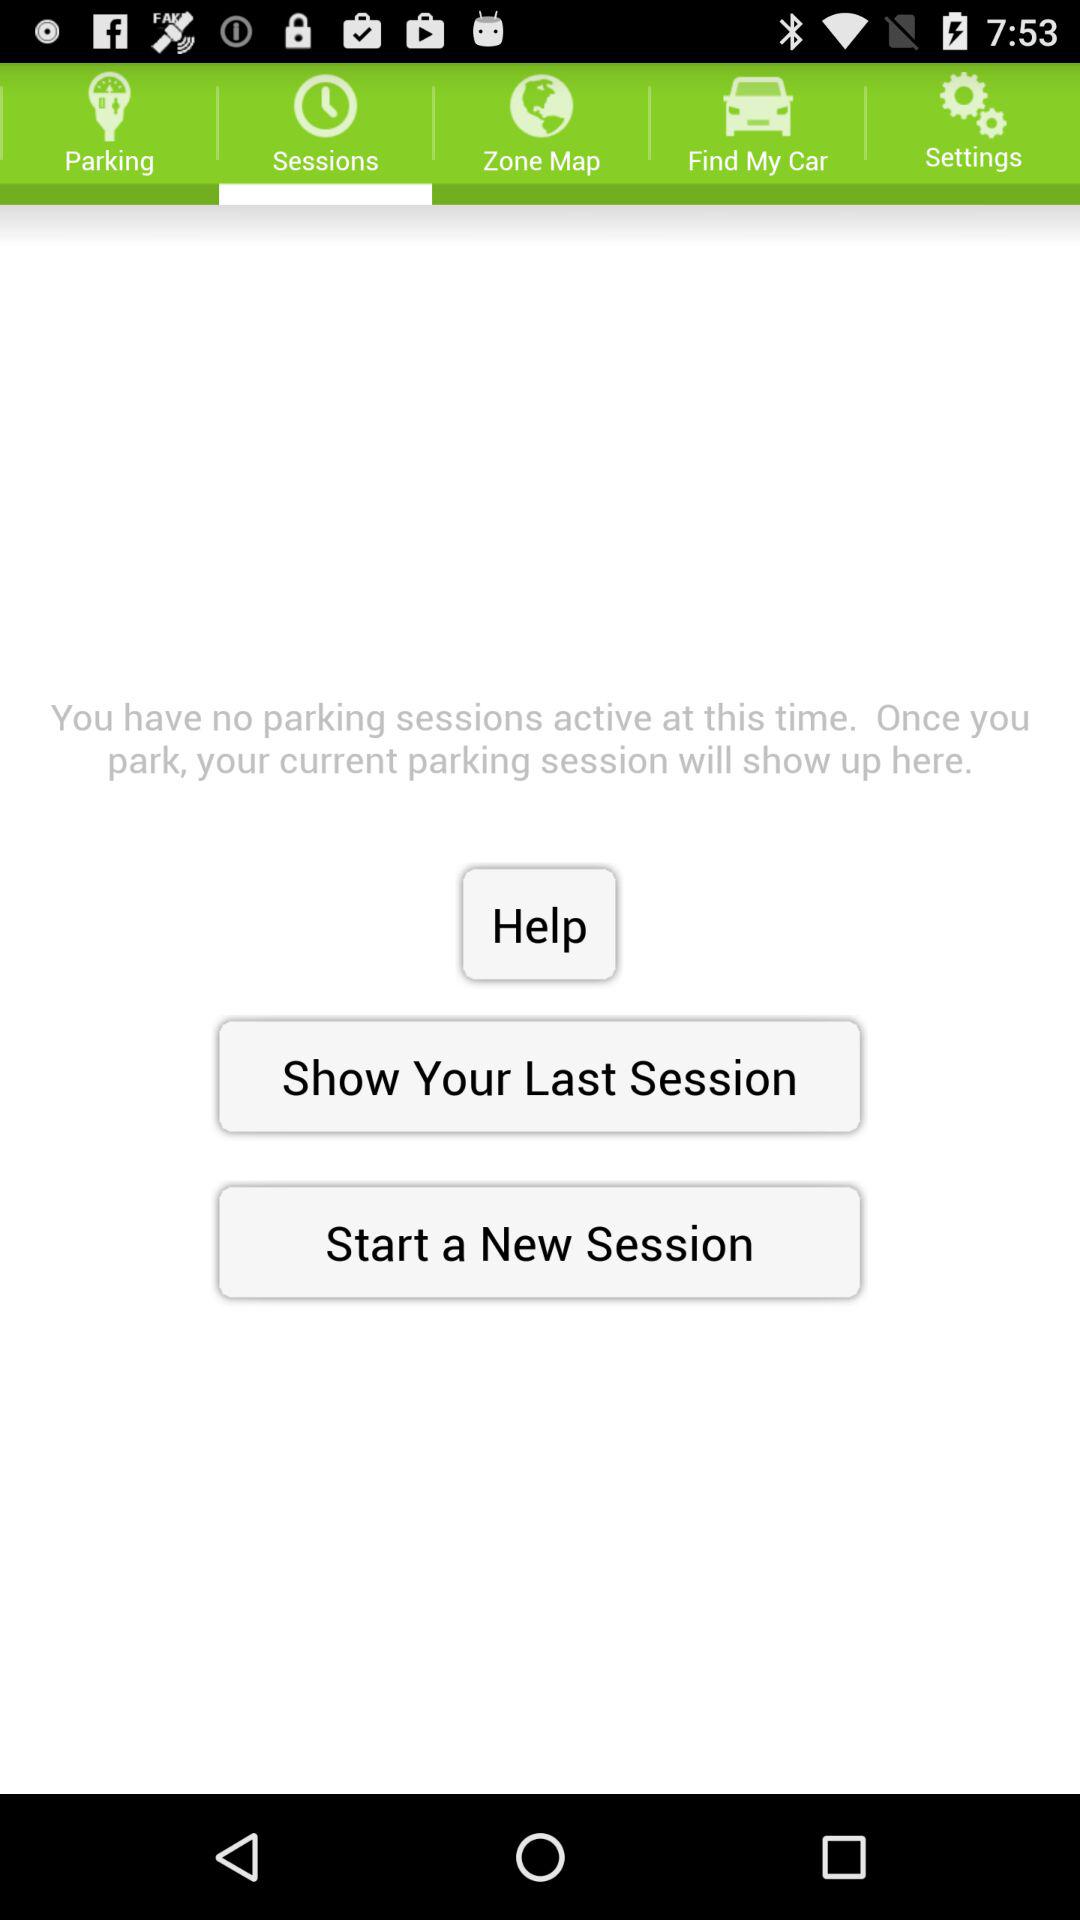 FAKE
7:53
Parking
Sessions
Zone Map
Find My Car
Settings
You have no parking sessions active at this time.  Once you
park, your current parking session will show up here.
Help
Show Your Last Session
Start a New Session